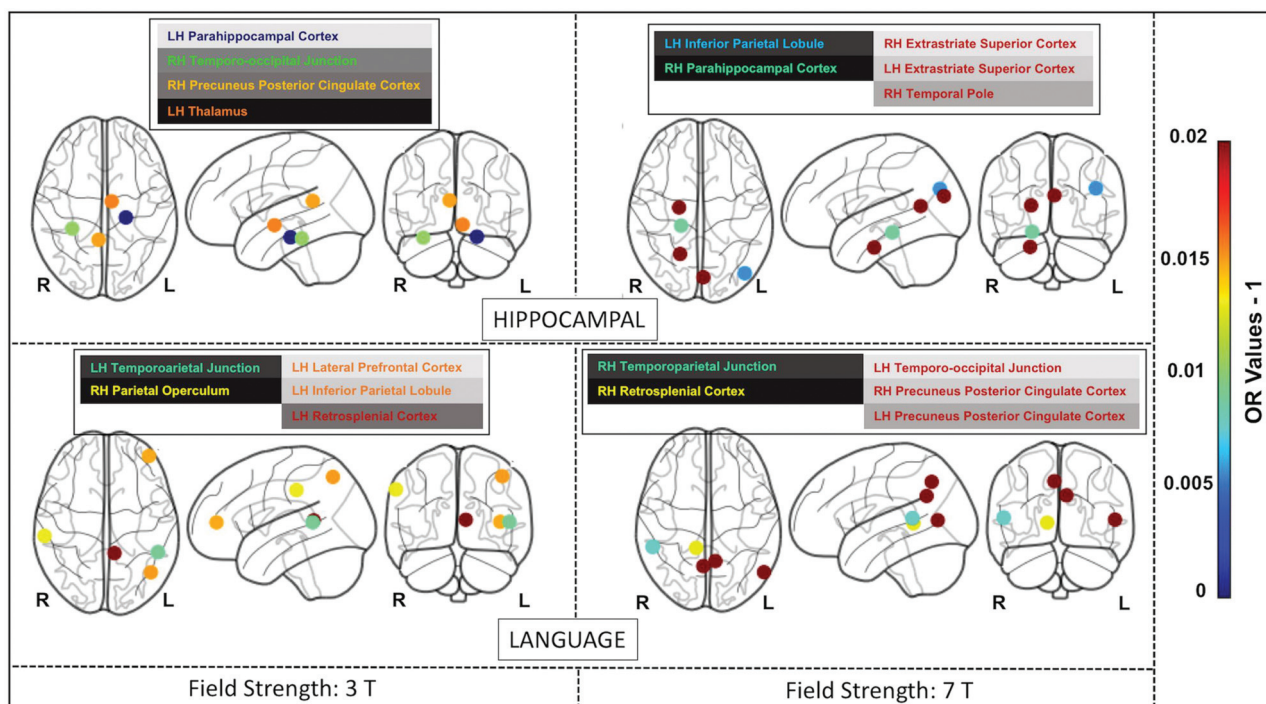 LH Parahippocampal Cortex
RH Temporo-occipital Junction
RH Precuneus Posterior Cingulate Cortex
LH Thalamus
R
L
R
L
LH Inferior Parietal Lobule
RH Parahippocampal Cortex
RH Extrastriate Superior Cortex
LH Extrastriate Superior Cortex
RH Temporal Pole
R
L
R
L
HIPPOCAMPAL
LH Temporoarietal Junction
RH Parietal Operculum
LH Lateral Prefrontal Cortex
LH Inferior Parietal Lobule
LH Retrosplenial Cortex
R
L
R
L
RH Temporoparietal Junction
RH Retrosplenial Cortex
LH Temporo-occipital Junction
RH Precuneus Posterior Cingulate Cortex
LH Precuneus Posterior Cingulate Cortex
R
L
R
L
LANGUAGE
Field Strength: 3 T
Field Strength: 7 T
0.02
0.015
0.01
0.005
0
OR Values - 1